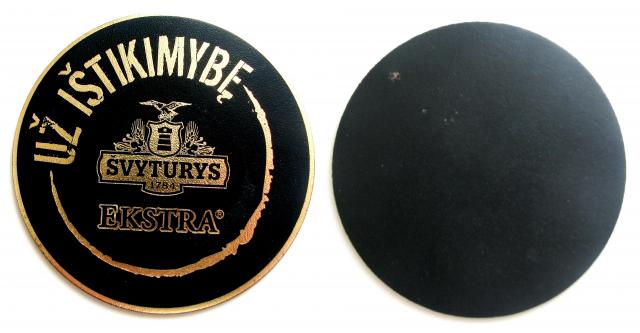 UŽ IŠTIKIMYBĘ
ŠVYTURYS
1784
EKSTRA®